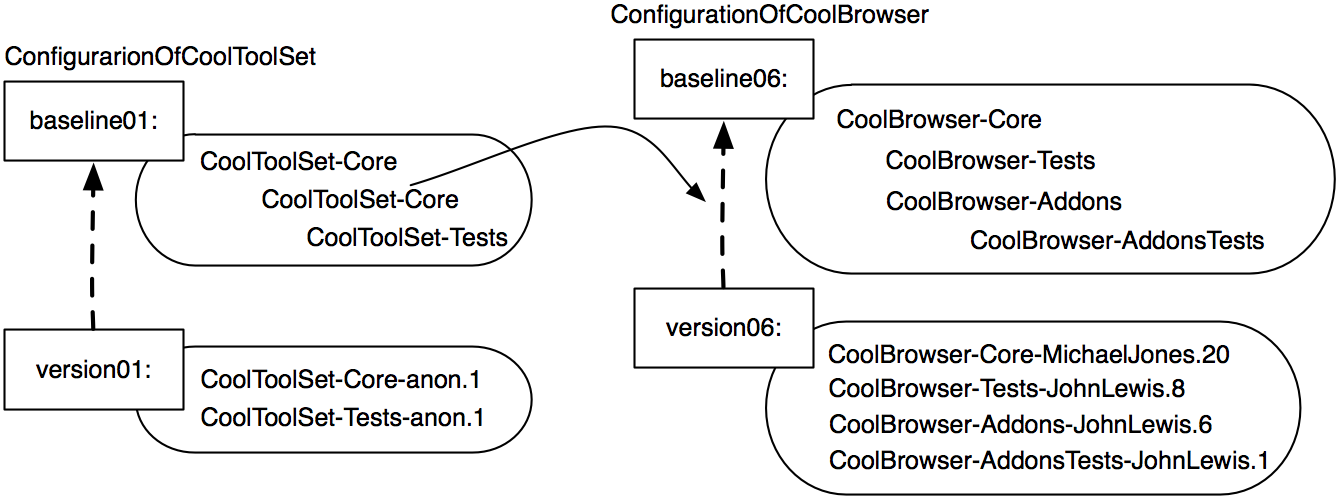 ConfigurarionOfCoolToolSet
baseline01:
CoolToolSet-Core
CoolToolSet-Core
CoolToolSet-Tests
version01:
CoolToolSet-Core-anon.1
CoolToolSet-Tests-anon.1
ConfigurationOfCoolBrowser
baseline06:
CoolBrowser-Core
CoolBrowser-Tests
CoolBrowser-Addons
CoolBrowser-AddonsTests
version06:
CoolBrowser-Core-MichaelJones.20
CoolBrowser-Tests-JohnLewis.8
CoolBrowser-Addons-JohnLewis.6
CoolBrowser-AddonsTests-JohnLewis.1